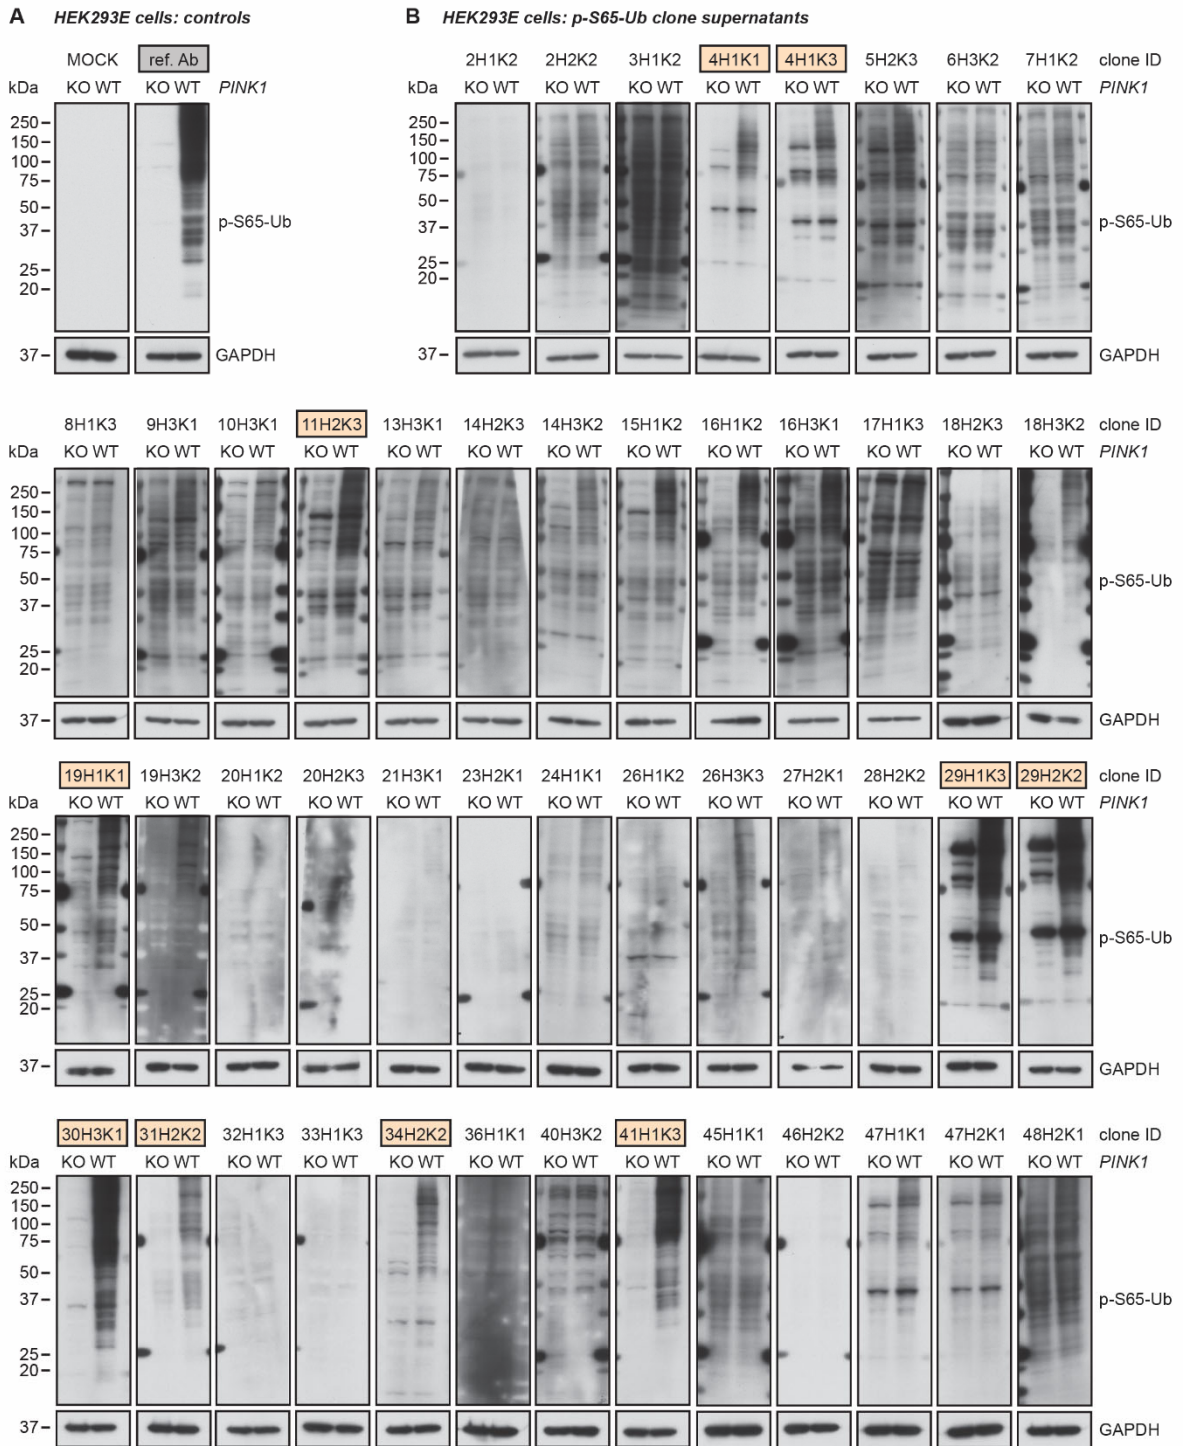 A HEK293E cells: controls
B HEK293E cells: p-S65-Ub clone supernatants
MOCK ref. Ab
kDa KO WT KO WT PINK1
250
150
100
75
50
37
25
20
p-S65-Ub
37 GAPDH
2H1K2 2H2K2 3H1K2 4H1K1 4H1K3 5H2K3 6H3K2 7H1K2 clone ID
kDa KO WT KO WT KO WT KO WT KO WT KO WT KO WT KO WT PINK1
250
150
100
75
50
37
25
20
p-S65-Ub
37 GAPDH
8H1K3 9H3K1 10H3K1 11H2K3 13H3K1 14H2K3 14H3K2 15H1K2 16H1K2 16H3K1 17H1K3 18H2K3 18H3K2 clone ID
kDa KO WT KO WT KO WT KO WT KO WT KO WT KO WT KO WT KO WT KO WT KO WT KO WT KO WT PINK1
250
150
100
75
50
37
25
20
p-S65-Ub
37 GAPDH
19H1K1 19H3K2 20H1K2 20H2K3 21H3K1 23H2K1 24H1K1 26H1K2 26H3K3 27H2K1 28H2K2 29H1K3 29H2K2 clone ID
kDa KO WT KO WT KO WT KO WT KO WT KO WT KO WT KO WT KO WT KO WT KO WT KO WT KO WT PINK1
250
150
100
75
50
37
25
20
p-S65-Ub
37 GAPDH
30H3K1 31H2K2 32H1K3 33H1K3 34H2K2 36H1K1 40H3K2 41H1K3 45H1K1 46H2K2 47H1K1 47H2K1 48H2K1 clone ID
kDa KO WT KO WT KO WT KO WT KO WT KO WT KO WT KO WT KO WT KO WT KO WT KO WT KO WT PINK1
250
150
100
75
50
37
25
20
p-S65-Ub
37 GAPDH